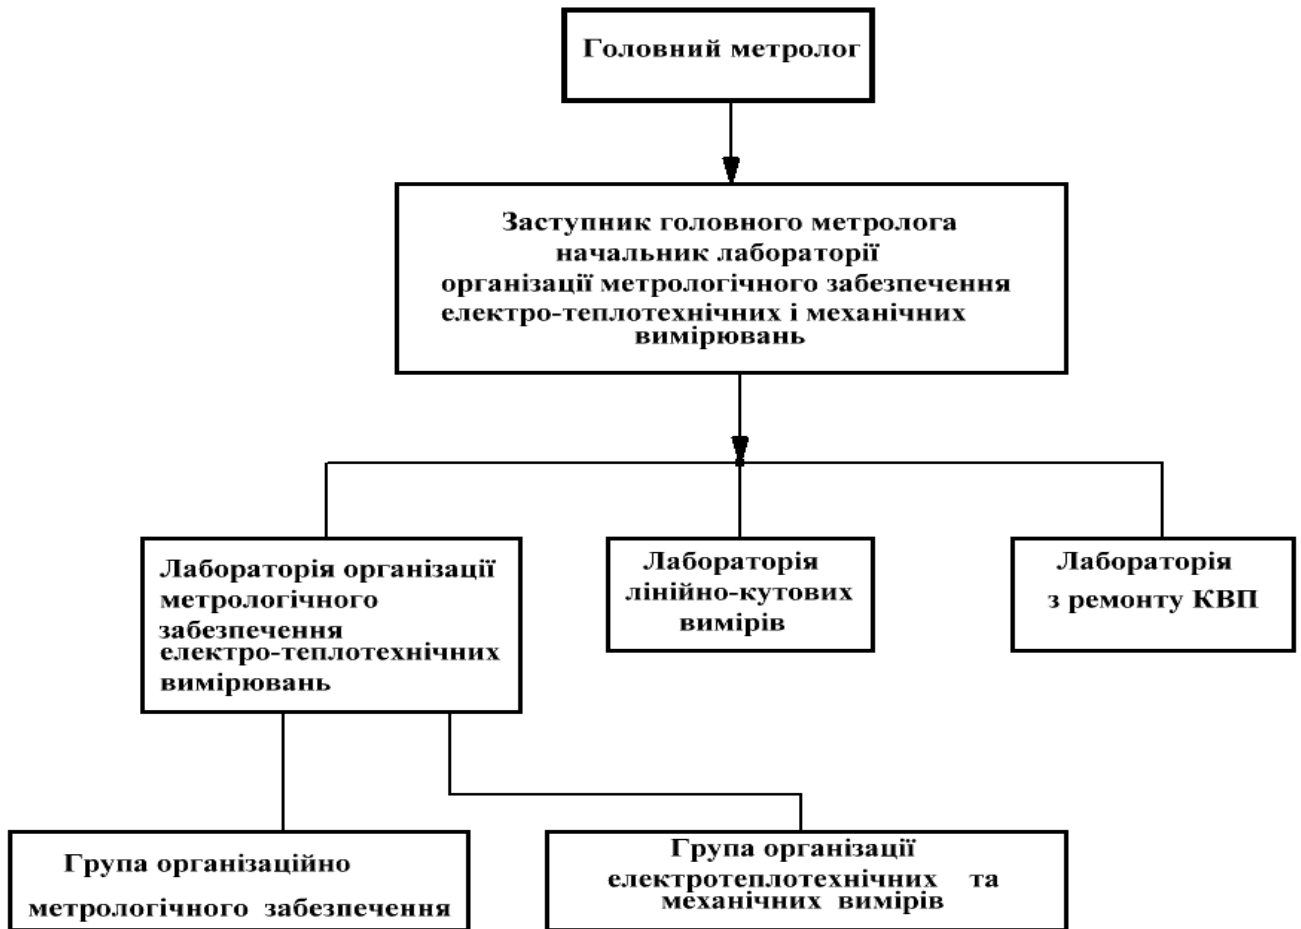 Головний метролог
Заступник головного метролога
начальник лабораторії
організації метрологічного забезпечення
електро-теплотехнічних і механічних
вимірювань
Лабораторія організації
метрологічного
забезпечення
електро-теплотехнічних
вимірювань
Лабораторія
лінійно-кутових
вимірів
Лабораторія
з ремонту КВП
Група організаційно
метрологічного забезпечення
Група організації
електротеплотехнічних та
механічних вимірів